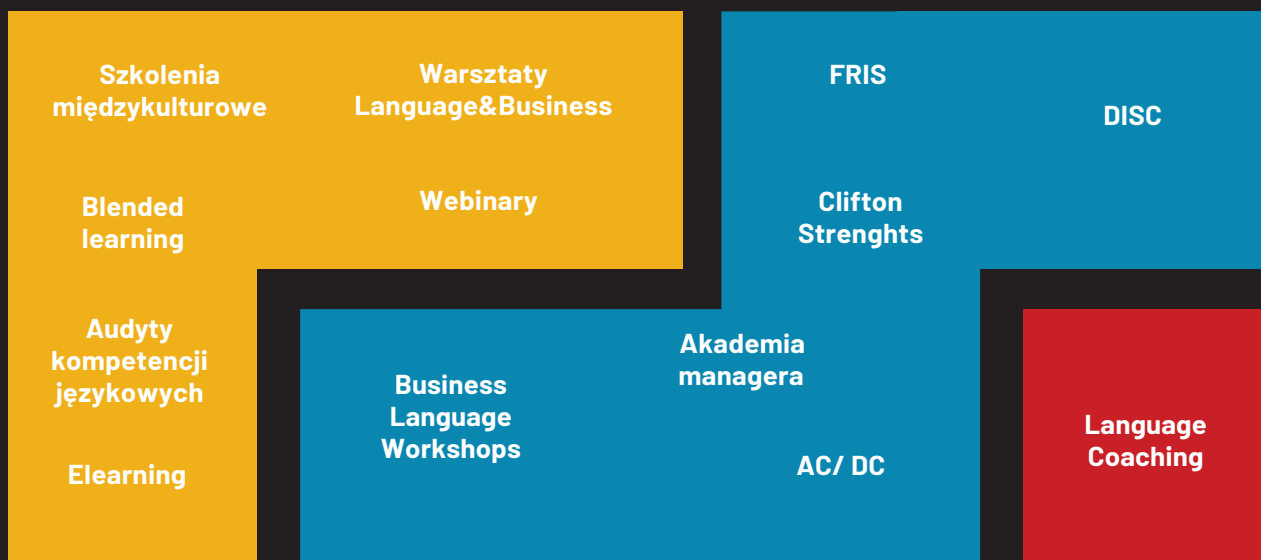 Szkolenia
międzykulturowe
Warsztaty
Language&Business
Blended
learning
Webinary
Audyty
kompetencji
językowych
Elearning
FRIS
DISC
Clifton
Strenghts
Akademia
managera
Business
Language
Workshops
AC/ DC
Language
Coaching